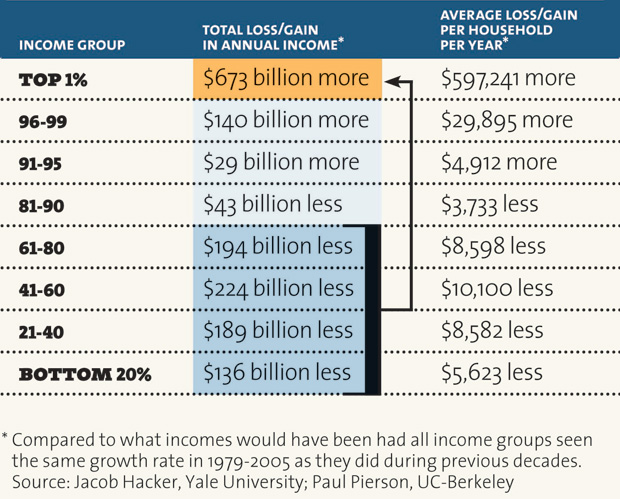 INCOME GROUP
TOTAL LOSS/GAIN
IN ANNUAL INCOME*
AVERAGE LOSS/GAIN
PER HOUSEHOLD
PER YEAR*
TOP 1% $673 billion more $597,241 more
96-99 $140 billion more $29,895 more
91-95 $29 billion more $4,912 more
81-90 $43 billion less $3,733 less
61-80 $194 billion less $8,598 less
41-60 $224 billion less $10,100 less
21-40 $189 billion less $8,582 less
BOTTOM 20% $136 billion less $5,623 less
* Compared to what incomes would have been had all income groups seen
the same growth rate in 1979-2005 as they did during previous decades.
Source: Jacob Hacker, Yale University; Paul Pierson, UC-Berkeley